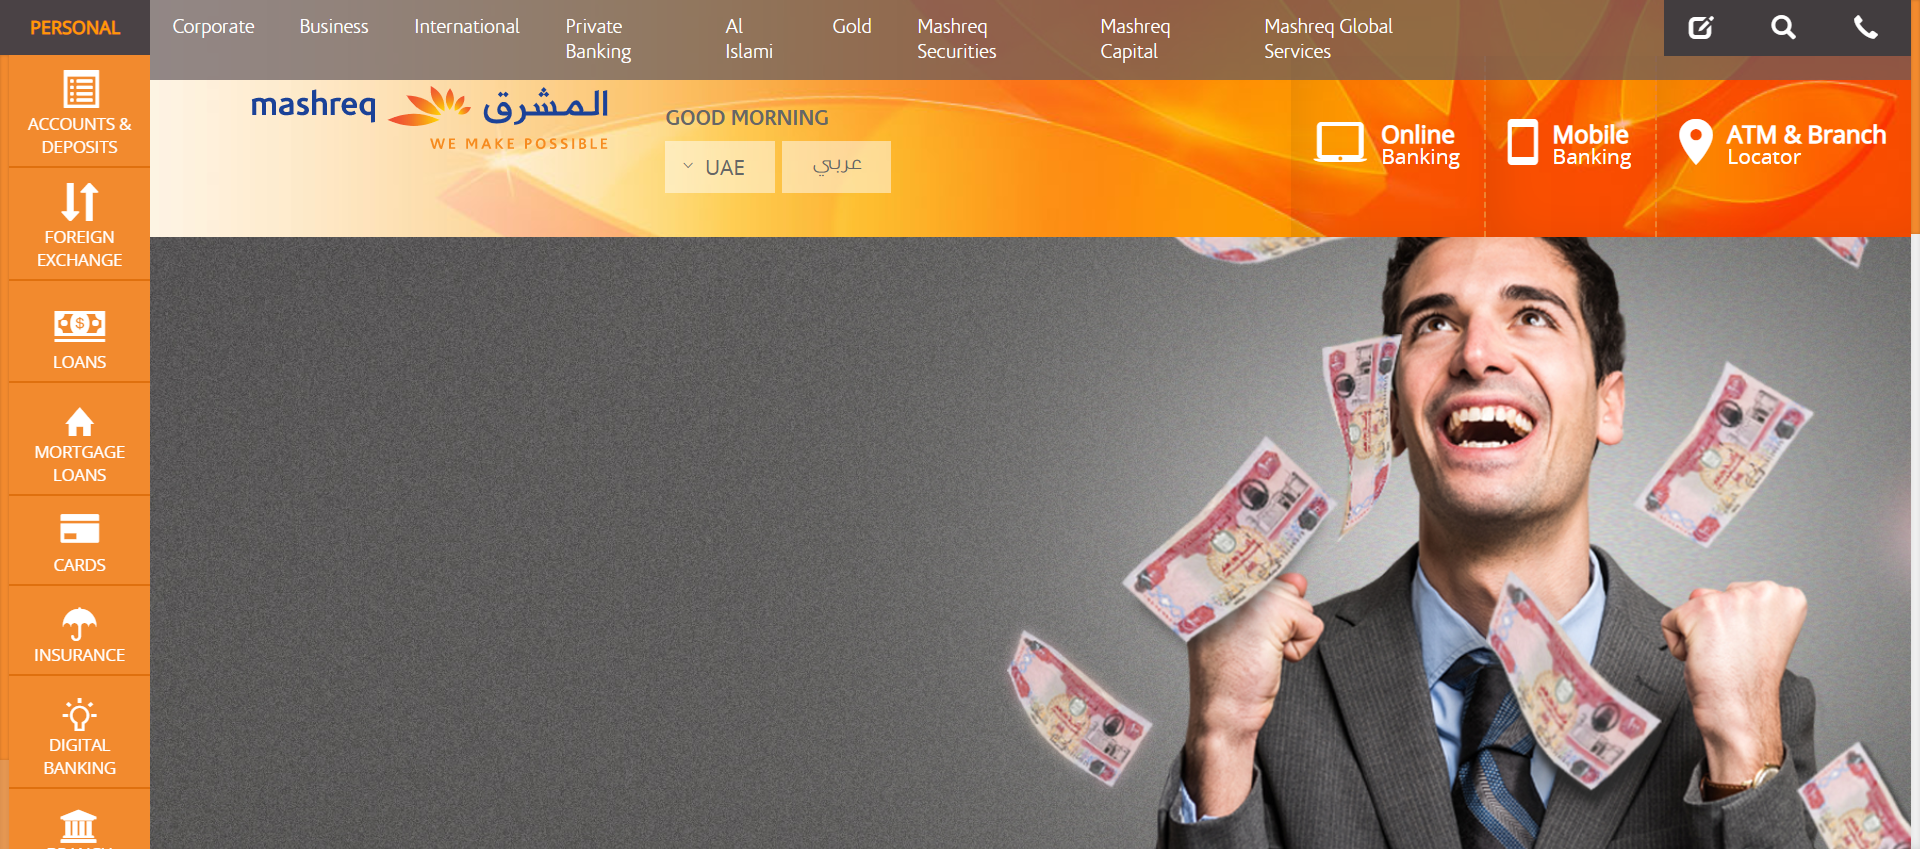 PERSONAL
Corporate
Business
International
Private
Banking
Al
Islami
Gold
Mashreq
Securities
Mashreq
Capital
Mashreq Global
Services
mashreq
المشرق
WE MAKE POSSIBLE
GOOD MORNING
UAE
عربي
Online
Banking
Mobile
Banking
ATM & Branch
Locator
ACCOUNTS &
DEPOSITS
FOREIGN
EXCHANGE
LOANS
MORTGAGE
LOANS
CARDS
INSURANCE
DIGITAL
BANKING